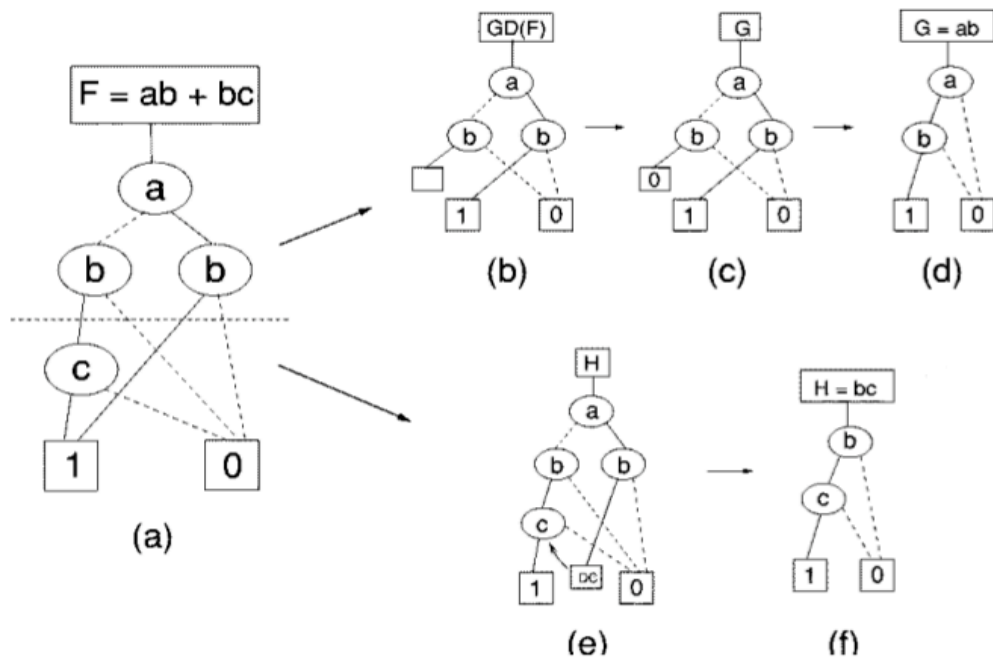 F = ab + bc
a
b b
c
1 0
(a)
GD(F)
a
b b
1 0
(b)
G
a
b b
0
1 0
(c)
G = ab
a
b
1 0
(d)
H
a
b b
c
1 DC 0
(e)
H = bc
b
c
1 0
(f)